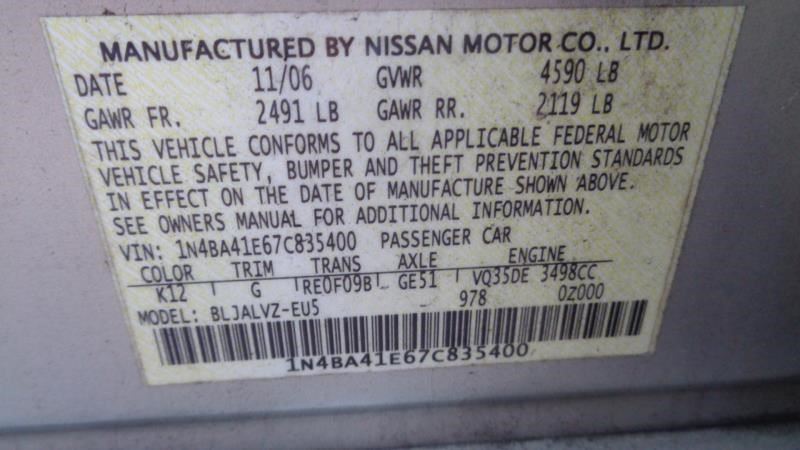 MANUFACTURED BY NISSAN MOTOR CO., LTD.
DATE 11/06 GVWR 4590 LB
GAWR FR. 2491 LB GAWR RR. 2119 LB
THIS VEHICLE CONFORMS TO ALL APPLICABLE FEDERAL MOTOR
VEHICLE SAFETY, BUMPER AND THEFT PREVENTION STANDARDS
IN EFFECT ON THE DATE OF MANUFACTURE SHOWN ABOVE.
SEE OWNERS MANUAL FOR ADDITIONAL INFORMATION.
VIN: 1N4BA41E67C835400 PASSENGER CAR
COLOR TRIM TRANS AXLE ENGINE
K12 G RE0F09B GE51 VQ35DE 3498CC
MODEL: BLJALVZ-EU5 978 0Z000
1N4BA41E67C835400